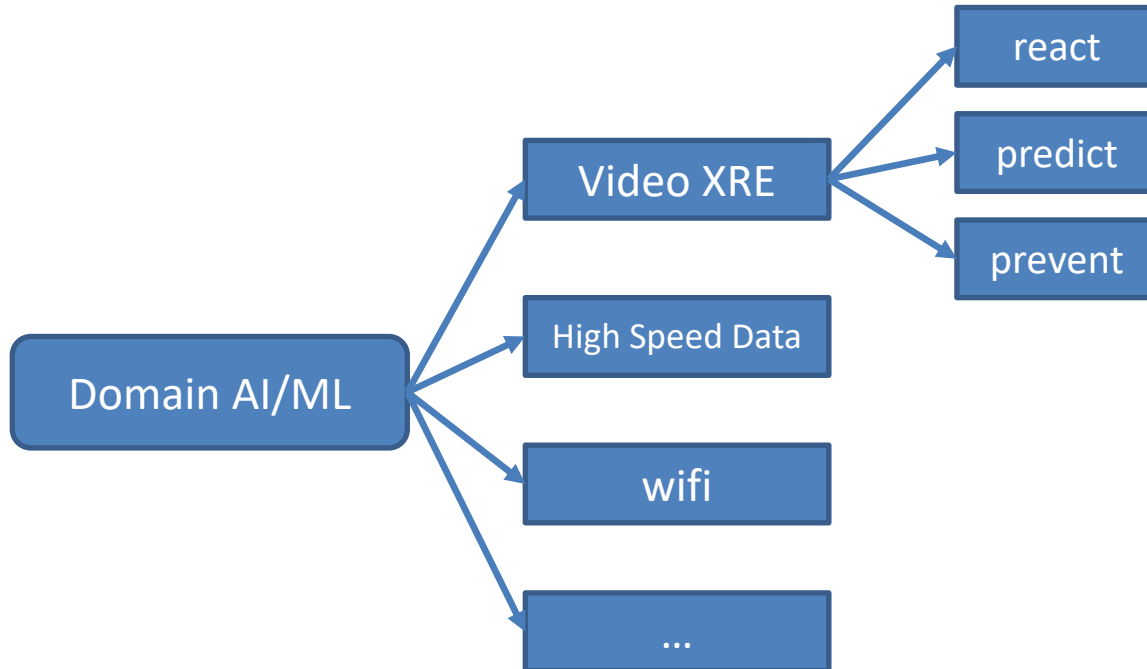 react
predict
prevent
Video XRE
High Speed Data
wifi
...
Domain AI/ML